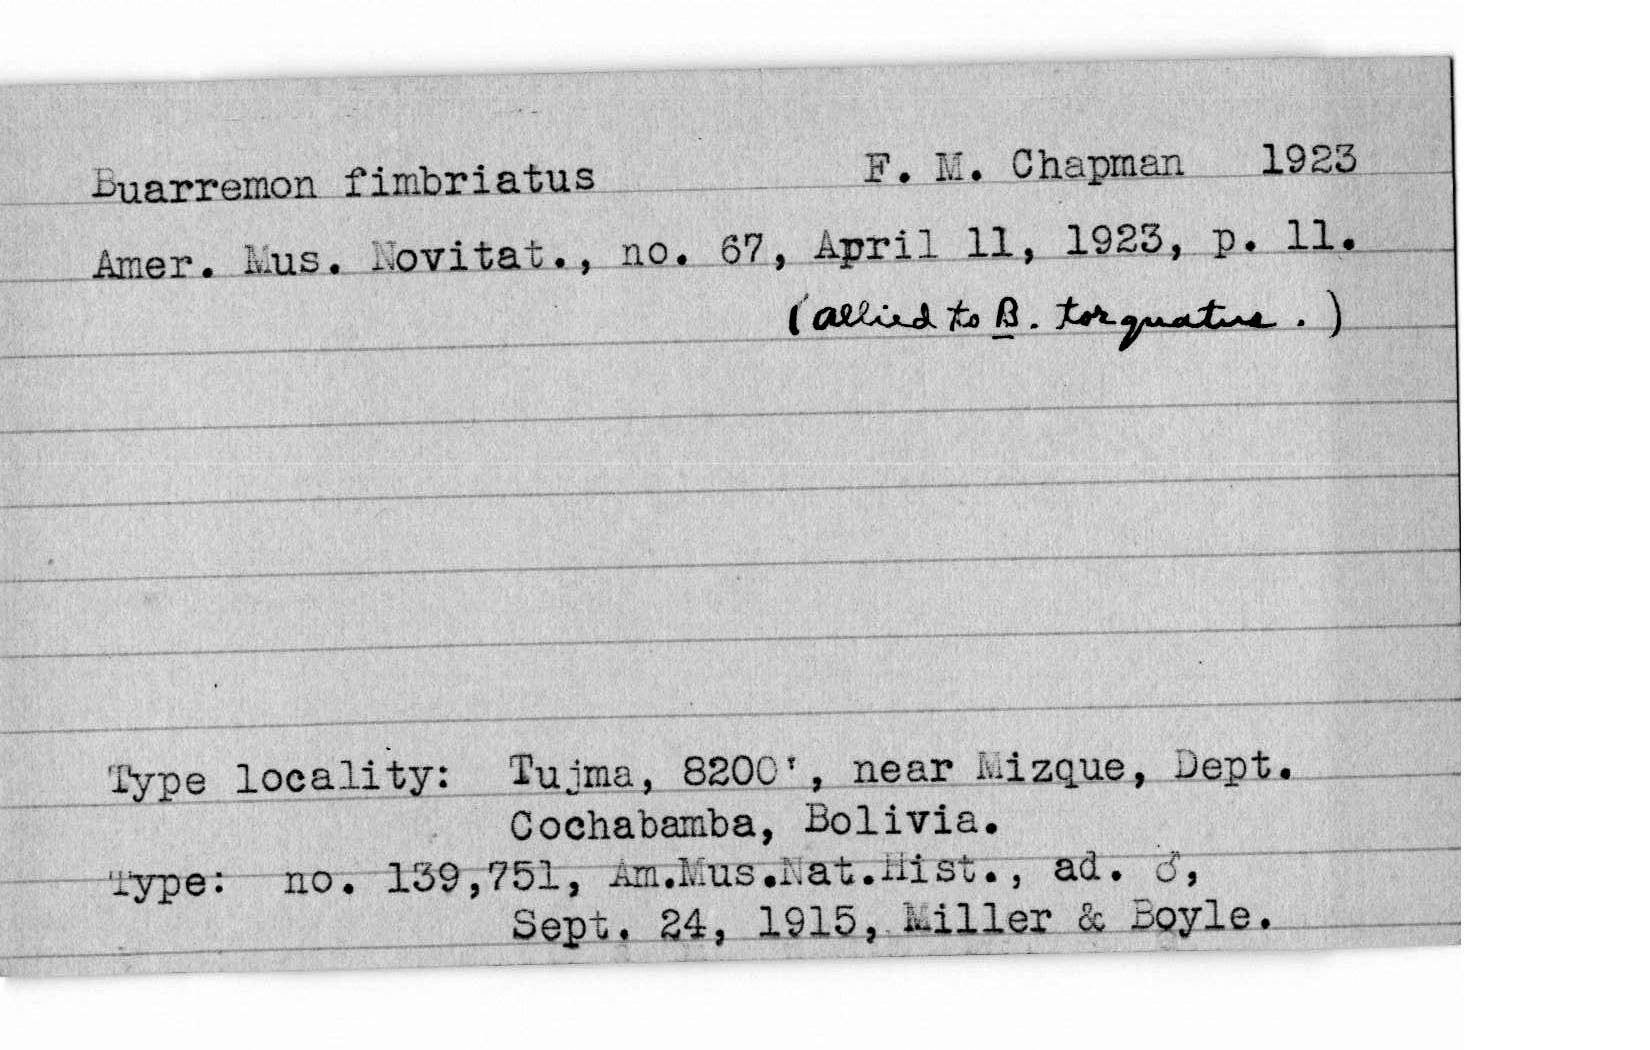 Buarremon fimbriatus F. M. Chapman 1923
Amer. Mus. Novitat., no. 67, April 11, 1923, p. 11.
(allied to B. torquatus.)
Type locality: Tujma, 8200', near Mizque, Dept.
Cochabamba, Bolivia.
Type: no. 139,751, Am.Mus.Nat.Hist., ad. ♂,
Sept. 24, 1915, Miller & Boyle.